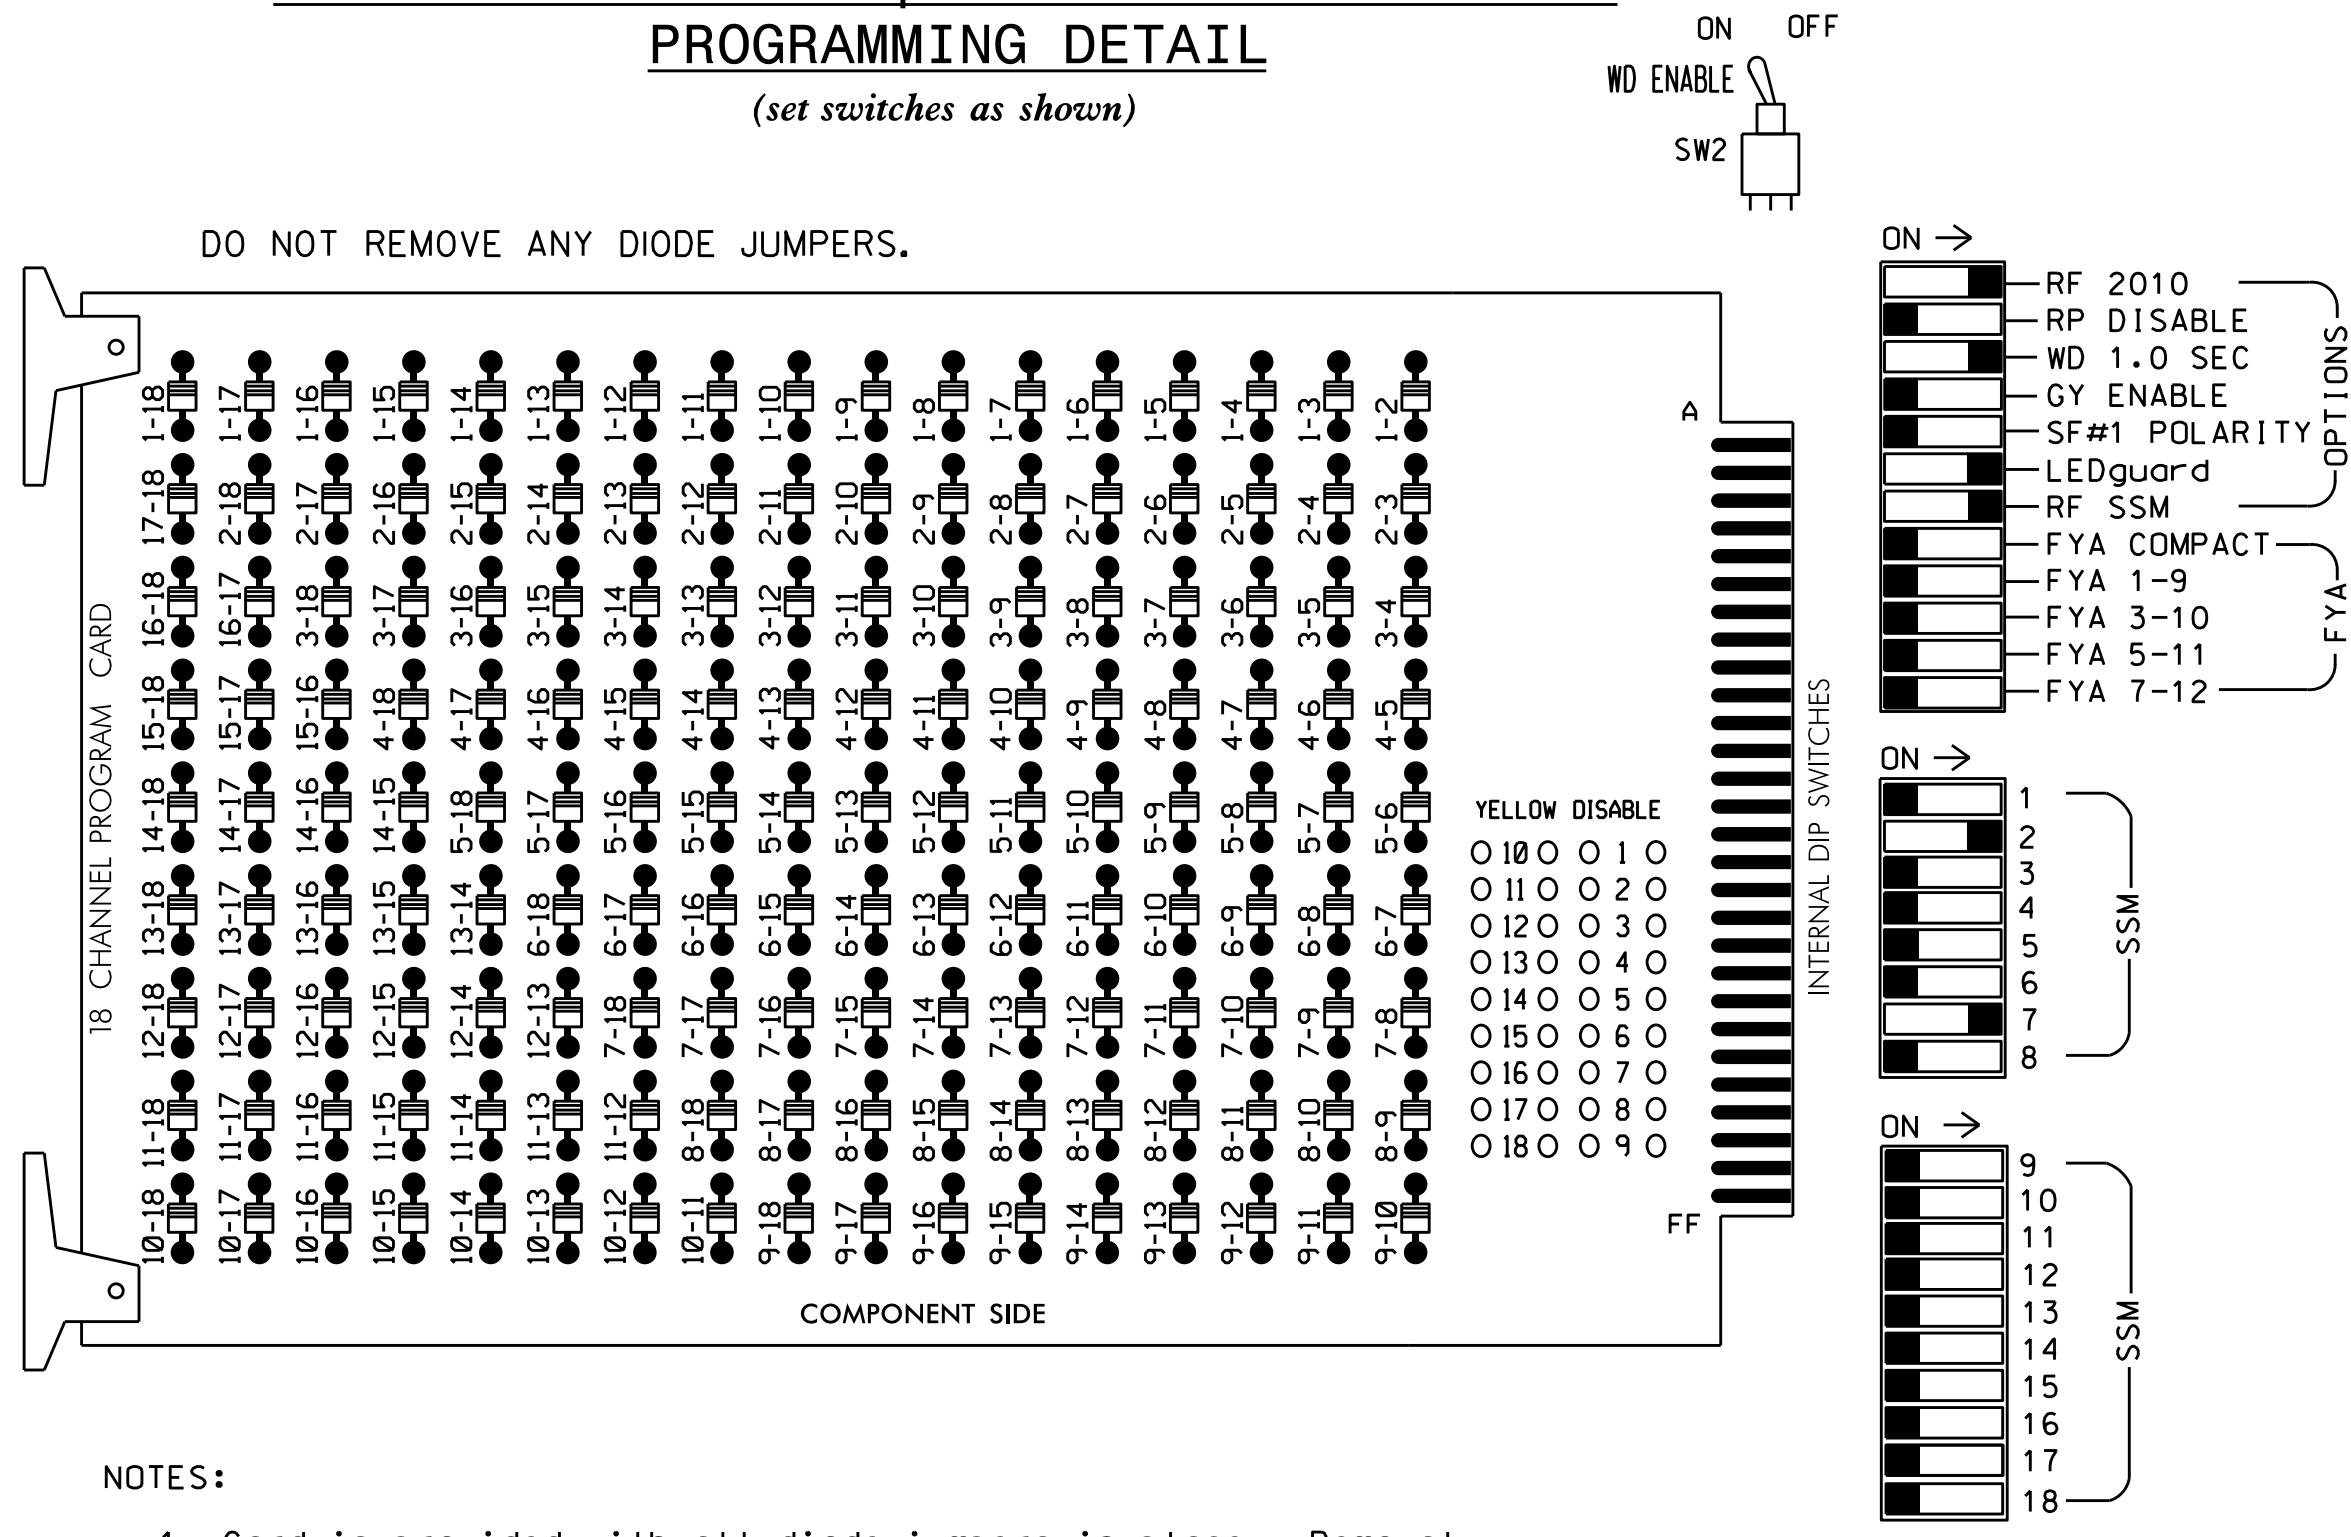 PROGRAMMING DETAIL
(set switches as shown)
ON OFF
WD ENABLE
SW2
DO NOT REMOVE ANY DIODE JUMPERS.
18 CHANNEL PROGRAM CARD
1-18 1-17 1-16 1-15 1-14 1-13 1-12 1-11 1-10 1-9 1-8 1-7 1-6 1-5 1-4 1-3 1-2
17-18 2-18 2-17 2-16 2-15 2-14 2-13 2-12 2-11 2-10 2-9 2-8 2-7 2-6 2-5 2-4 2-3
16-18 16-17 3-18 3-17 3-16 3-15 3-14 3-13 3-12 3-11 3-10 3-9 3-8 3-7 3-6 3-5 3-4
15-18 15-17 15-16 4-18 4-17 4-16 4-15 4-14 4-13 4-12 4-11 4-10 4-9 4-8 4-7 4-6 4-5
14-18 14-17 14-16 14-15 5-18 5-17 5-16 5-15 5-14 5-13 5-12 5-11 5-10 5-9 5-8 5-7 5-6
13-18 13-17 13-16 13-15 13-14 6-18 6-17 6-16 6-15 6-14 6-13 6-12 6-11 6-10 6-9 6-8 6-7
12-18 12-17 12-16 12-15 12-14 12-13 7-18 7-17 7-16 7-15 7-14 7-13 7-12 7-11 7-10 7-9 7-8
11-18 11-17 11-16 11-15 11-14 11-13 11-12 8-18 8-17 8-16 8-15 8-14 8-13 8-12 8-11 8-10 8-9
10-18 10-17 10-16 10-15 10-14 10-13 10-12 10-11 9-18 9-17 9-16 9-15 9-14 9-13 9-12 9-11 9-10
COMPONENT SIDE
YELLOW DISABLE
10 1
11 2
12 3
13 4
14 5
15 6
16 7
17 8
18 9
A
FF
INTERNAL DIP SWITCHES
ON →
RF 2010
RP DISABLE
WD 1.0 SEC
GY ENABLE
SF#1 POLARITY
LEDguard
RF SSM
OPTIONS
FYA COMPACT
FYA 1-9
FYA 3-10
FYA 5-11
FYA 7-12
FYA
ON →
1
2
3
4
5
6
7
8
SSM
ON →
9
10
11
12
13
14
15
16
17
18
SSM
NOTES: